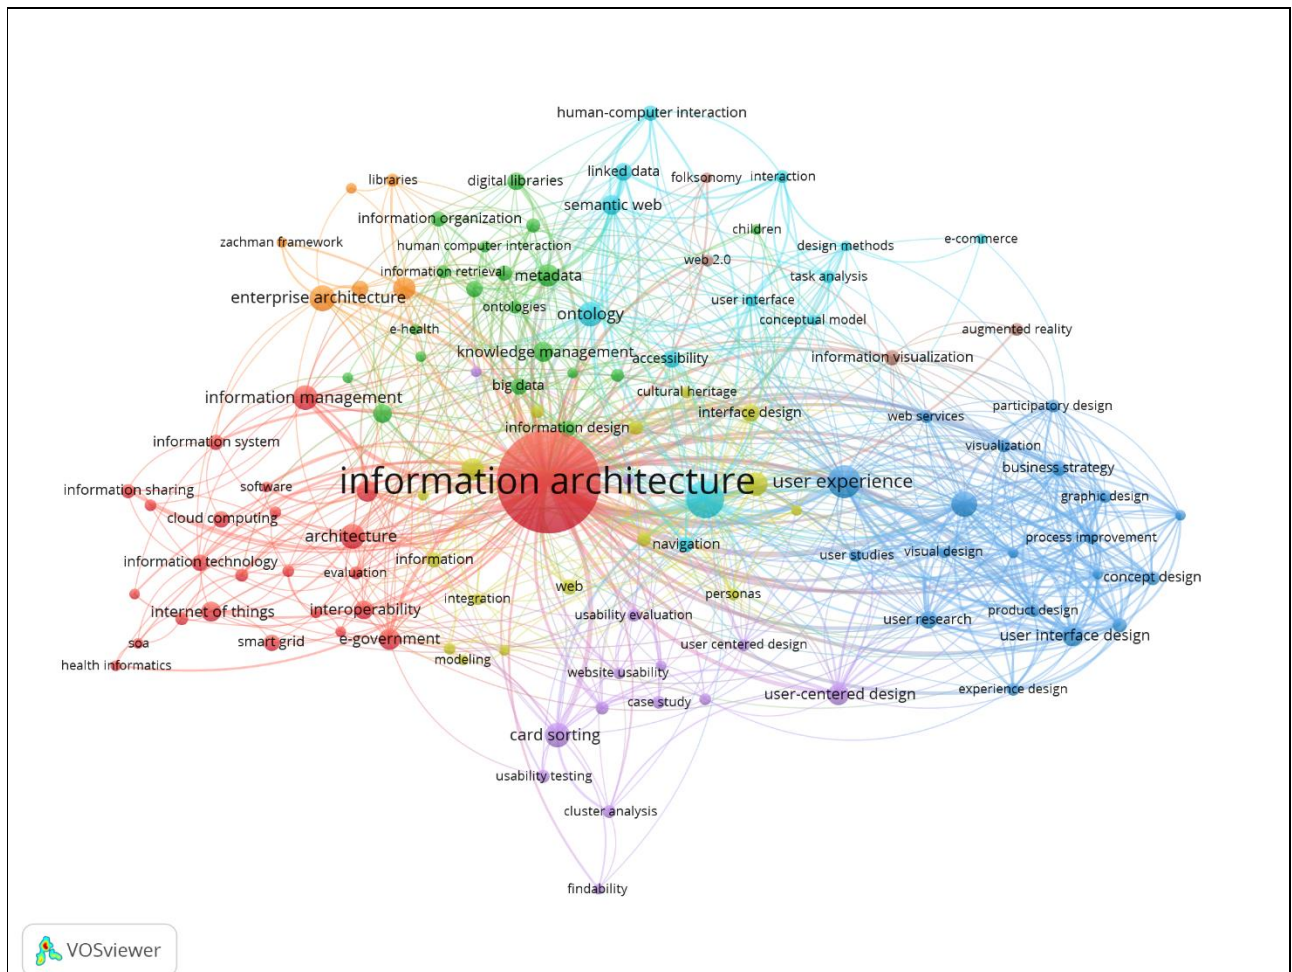 human-computer interaction
libraries
digital libraries
linked data
folksonomy
interaction
semantic web
information organization
children
zachman framework
human computer interaction
design methods
e-commerce
web 2.0
information retrieval
metadata
task analysis
enterprise architecture
ontologies
user interface
ontology
conceptual model
e-health
augmented reality
knowledge management
accessibility
information visualization
big data
cultural heritage
information management
interface design
web services
participatory design
information design
information system
visualization
business strategy
information architecture
user experience
information sharing
software
graphic design
cloud computing
architecture
navigation
process improvement
information technology
information
user studies
visual design
evaluation
concept design
web
personas
integration
internet of things
interoperability
usability evaluation
product design
user research
e-government
user interface design
soa
smart grid
user centered design
health informatics
modeling
website usability
experience design
user-centered design
case study
card sorting
usability testing
cluster analysis
findability
VOSviewer